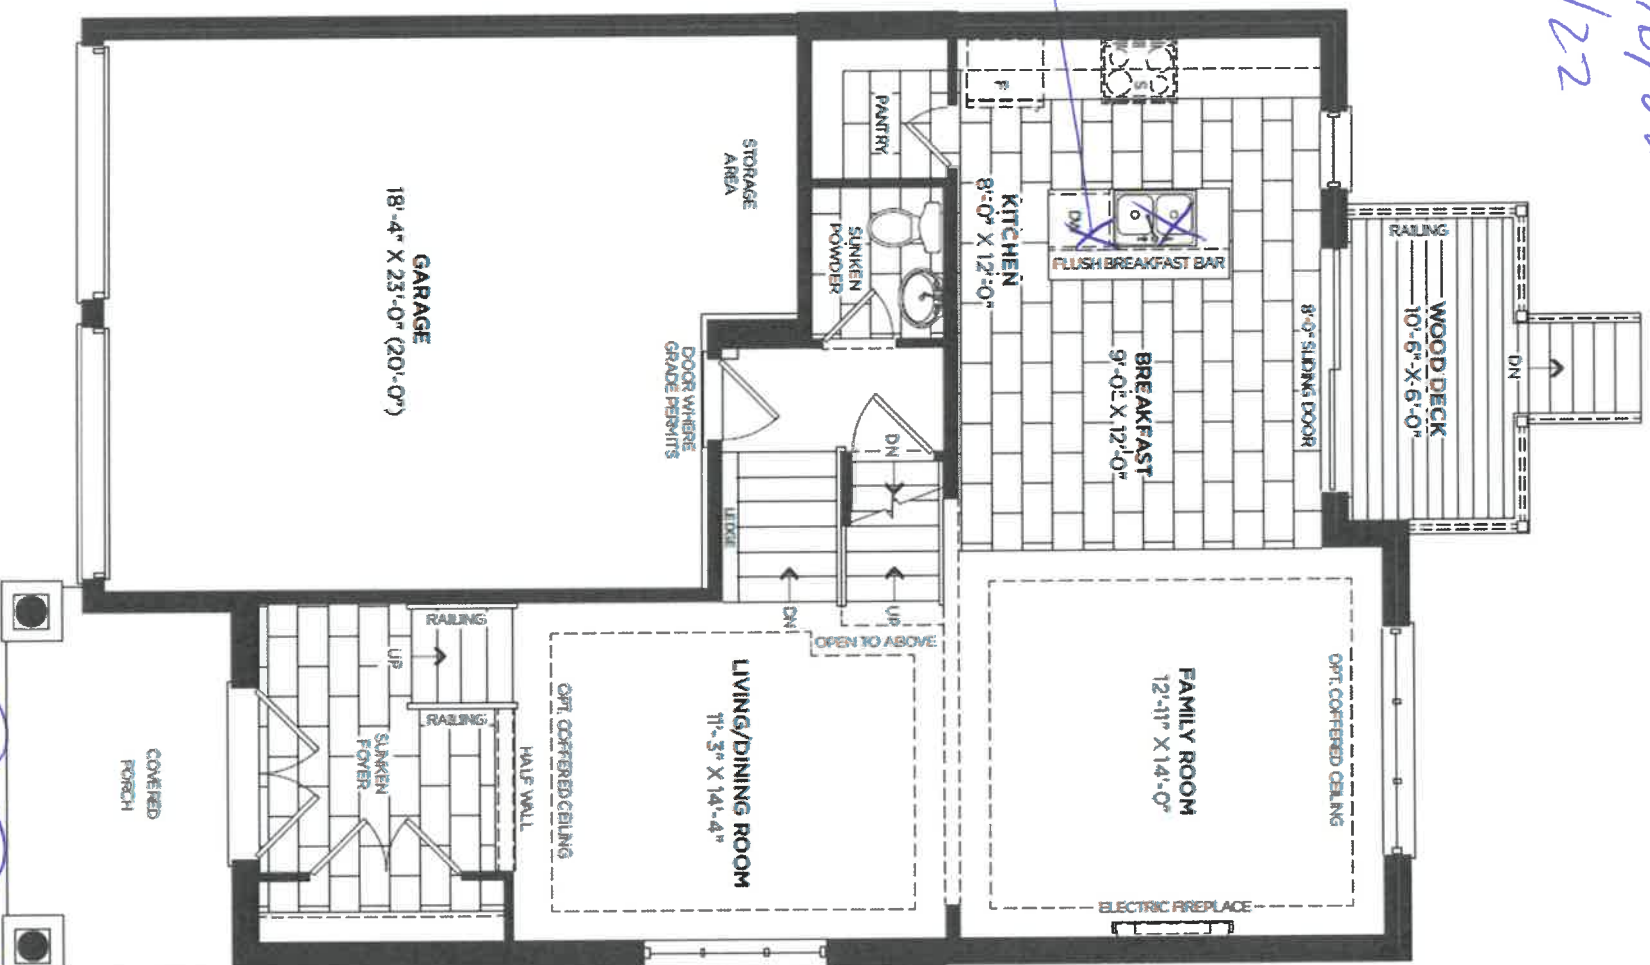 122
WOOD DECK
10'-6" X 6'-0"
RAILING
DN
8'-0" SLIDING DOOR
S
F
KITCHEN
8'-0" X 12'-0"
DW
FLUSH BREAKFAST BAR
BREAKFAST
9'-0" X 12'-0"
PANTRY
SUNKEN
POWDER
STORAGE
AREA
GARAGE
18'-4" X 23'-0" (20'-0")
DOOR WHERE
GRADE PERMITS
DN
LEDGE
DN
UP
OPEN TO ABOVE
FAMILY ROOM
12'-11" X 14'-0"
OPT. COFFERED CEILING
ELECTRIC FIREPLACE
LIVING/DINING ROOM
11'-3" X 14'-4"
OPT. COFFERED CEILING
HALF WALL
RAILING
UP
RAILING
SUNKEN
FOYER
COVERED
PORCH